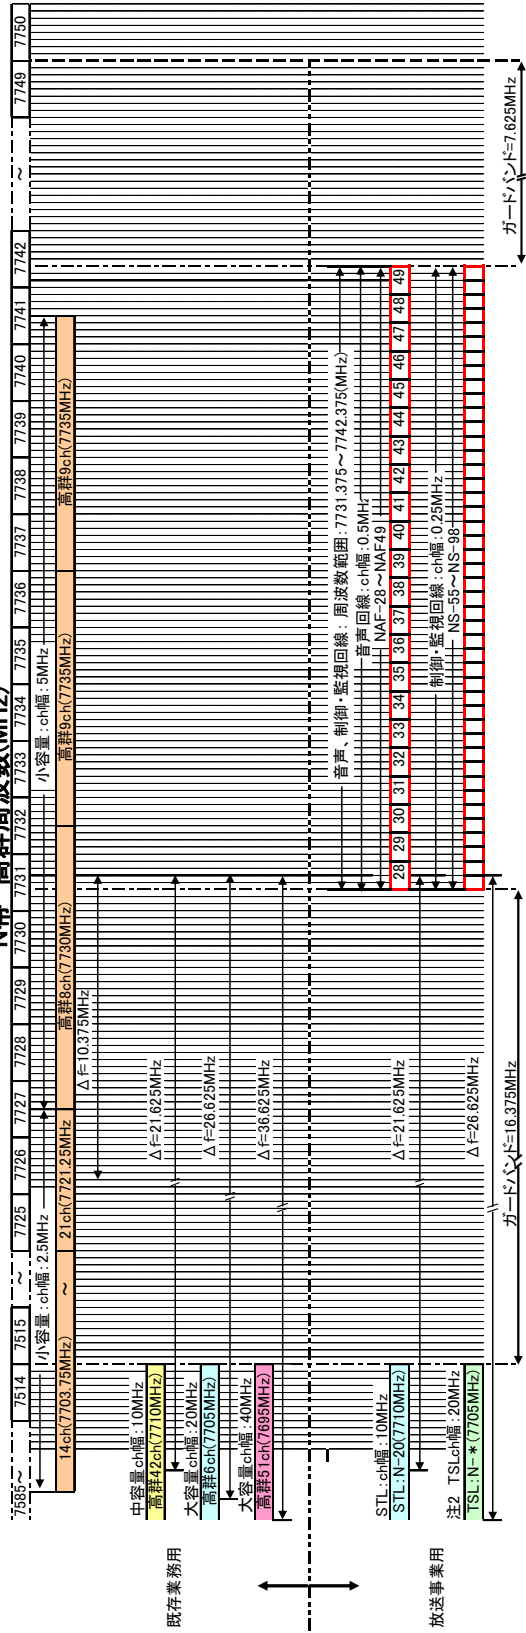 N帯 高群周波数(MHz)
7585～ 7514 7515 ～ 7725 7726 7727 7728 7729 7730 7731 7732 7733 7734 7735 7736 7737 7738 7739 7740 7741 7742 ～ 7749 7750
小容量：ch幅：2.5MHz
小容量：ch幅：5MHz
14ch(7703.75MHz) ～ 21ch(7721.25MHz) 高群8ch(7730MHz) 高群9ch(7735MHz) 高群9ch(7735MHz)
Δf=10.375MHz
中容量ch幅：10MHz
高群42ch(7710MHz)
Δf=21.625MHz
大容量ch幅：20MHz
高群6ch(7705MHz)
Δf=26.625MHz
大容量ch幅：40MHz
高群51ch(7695MHz)
Δf=36.625MHz
既存業務用
放送事業用
音声、制御・監視回線：周波数範囲：7731.375～7742.375(MHz)
音声回線：ch幅：0.5MHz
NAF-28～NAF49
STL：ch幅：10MHz
STL：N-20(7710MHz)
Δf=21.625MHz
28 29 30 31 32 33 34 35 36 37 38 39 40 41 42 43 44 45 46 47 48 49
制御・監視回線：ch幅：0.25MHz
NS-55～NS-98
注2 TSLch幅：20MHz
TSL：N-＊(7705MHz)
Δf=26.625MHz
ガードバンド=16.375MHz
ガードバンド=7.625MHz